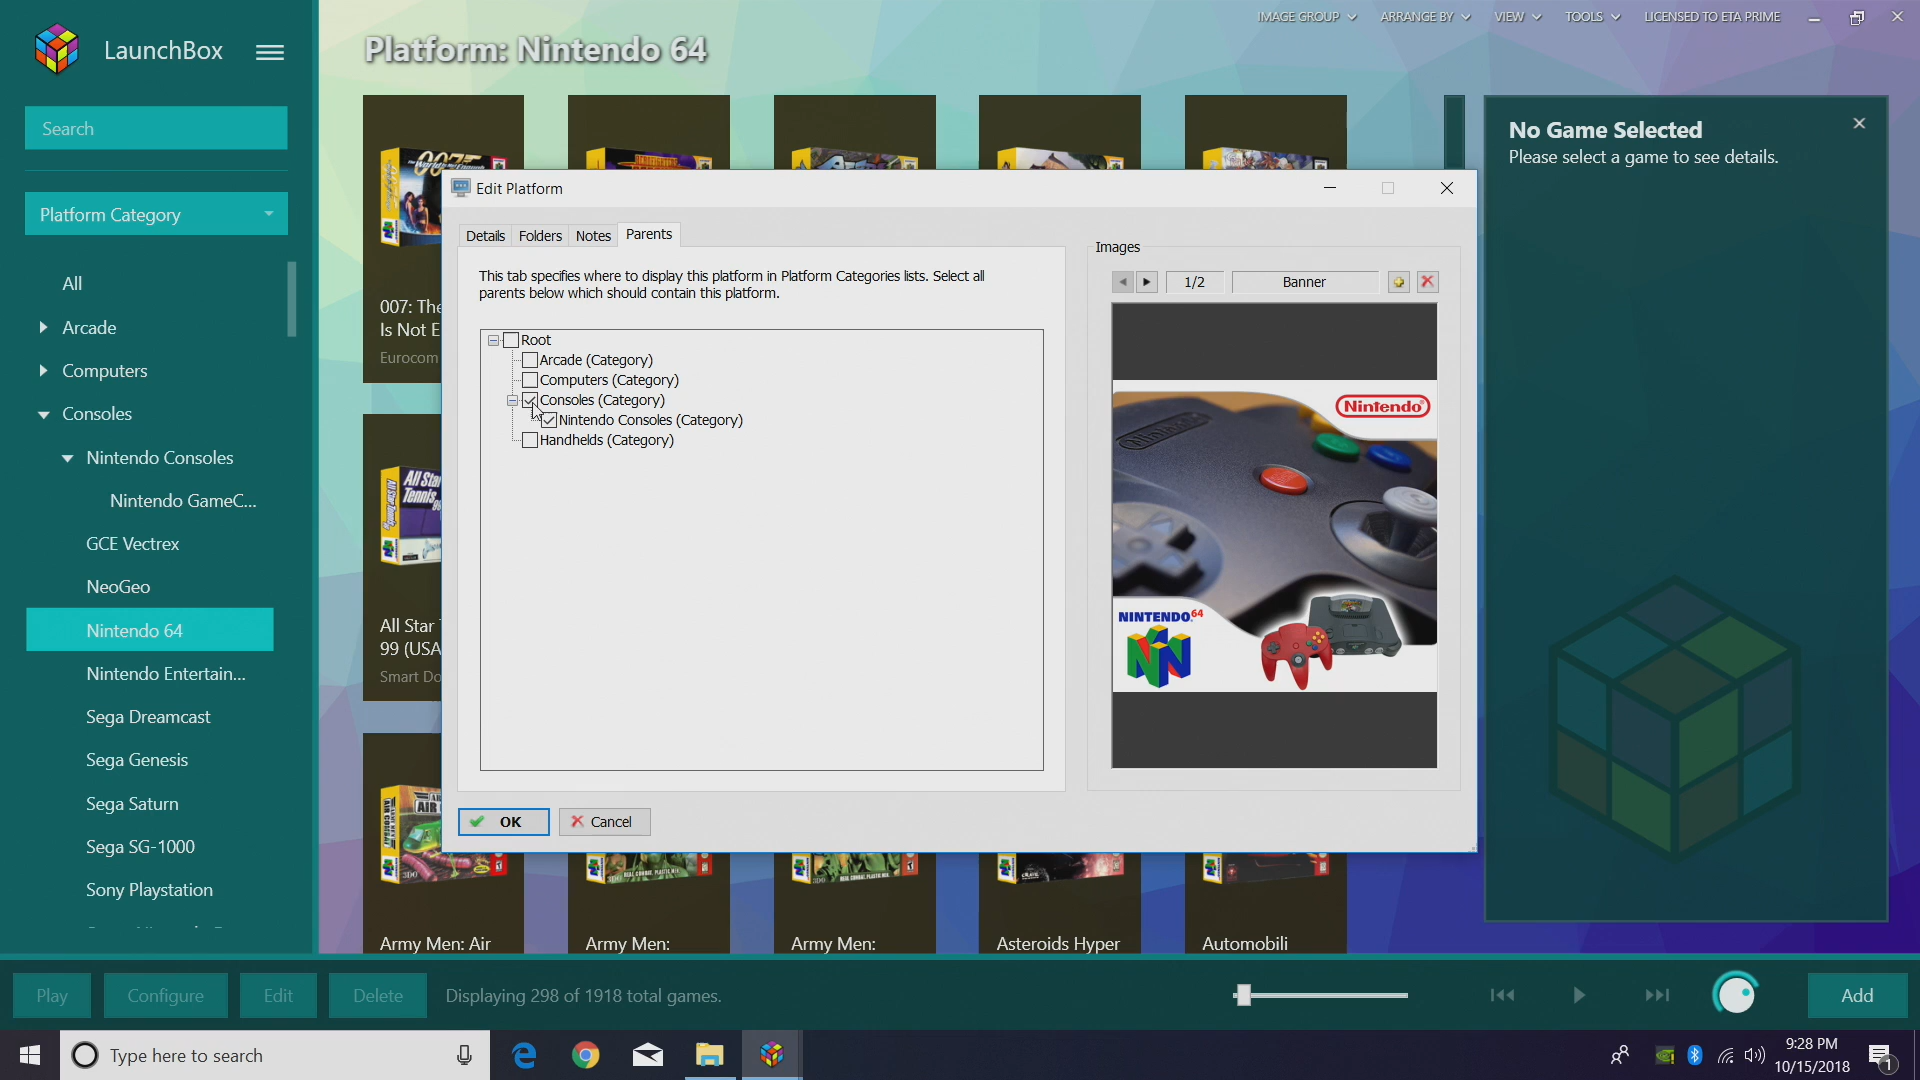 LaunchBox
Search
Platform Category
All
Arcade
Computers
Consoles
Nintendo Consoles
Nintendo GameC...
GCE Vectrex
NeoGeo
Nintendo 64
Nintendo Entertain...
Sega Dreamcast
Sega Genesis
Sega Saturn
Sega SG-1000
Sony Playstation
IMAGE GROUP
ARRANGE BY
VIEW
TOOLS
LICENSED TO ETA PRIME
Platform: Nintendo 64
007
007: The
Is Not E
Eurocom
All Star
Tennis
All Star
99 (USA
Smart Do
Army Men: Air
Army Men:
Army Men:
Asteroids Hyper
Automobili
Edit Platform
Details
Folders
Notes
Parents
This tab specifies where to display this platform in Platform Categories lists. Select all
parents below which should contain this platform.
Root
Arcade (Category)
Computers (Category)
Consoles (Category)
Nintendo Consoles (Category)
Handhelds (Category)
OK
Cancel
Images
1/2
Banner
Nintendo
NINTENDO 64
No Game Selected
Please select a game to see details.
Play
Configure
Edit
Delete
Displaying 298 of 1918 total games.
Add
Type here to search
9:28 PM
10/15/2018
1